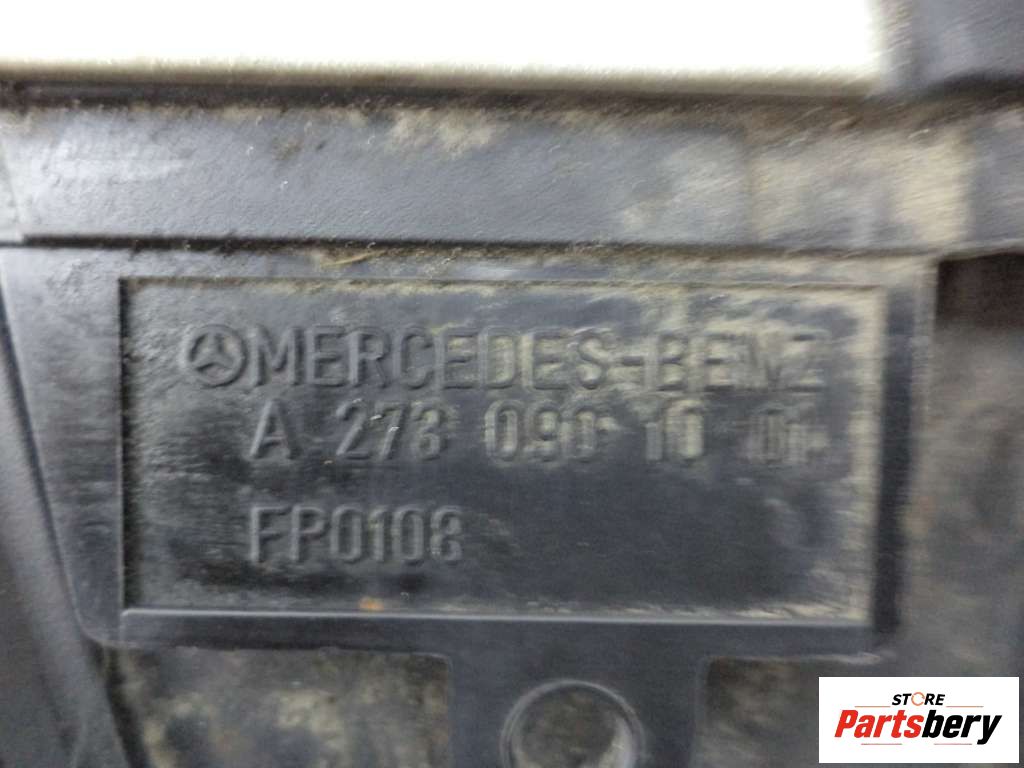 MERCEDES-BENZ
A 273 090 10 01
FP0108
STORE
Partsbery